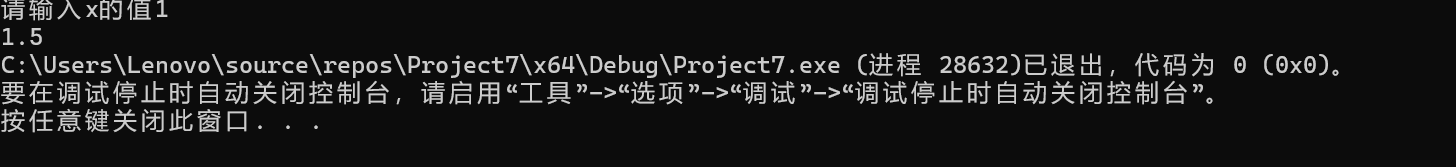 请输入x的值1
1.5
C:\Users\Lenovo\source\repos\Project7\x64\Debug\Project7.exe (进程 28632)已退出，代码为 0 (0x0)。
要在调试停止时自动关闭控制台，请启用“工具”->“选项”->“调试”->“调试停止时自动关闭控制台”。
按任意键关闭此窗口. . .